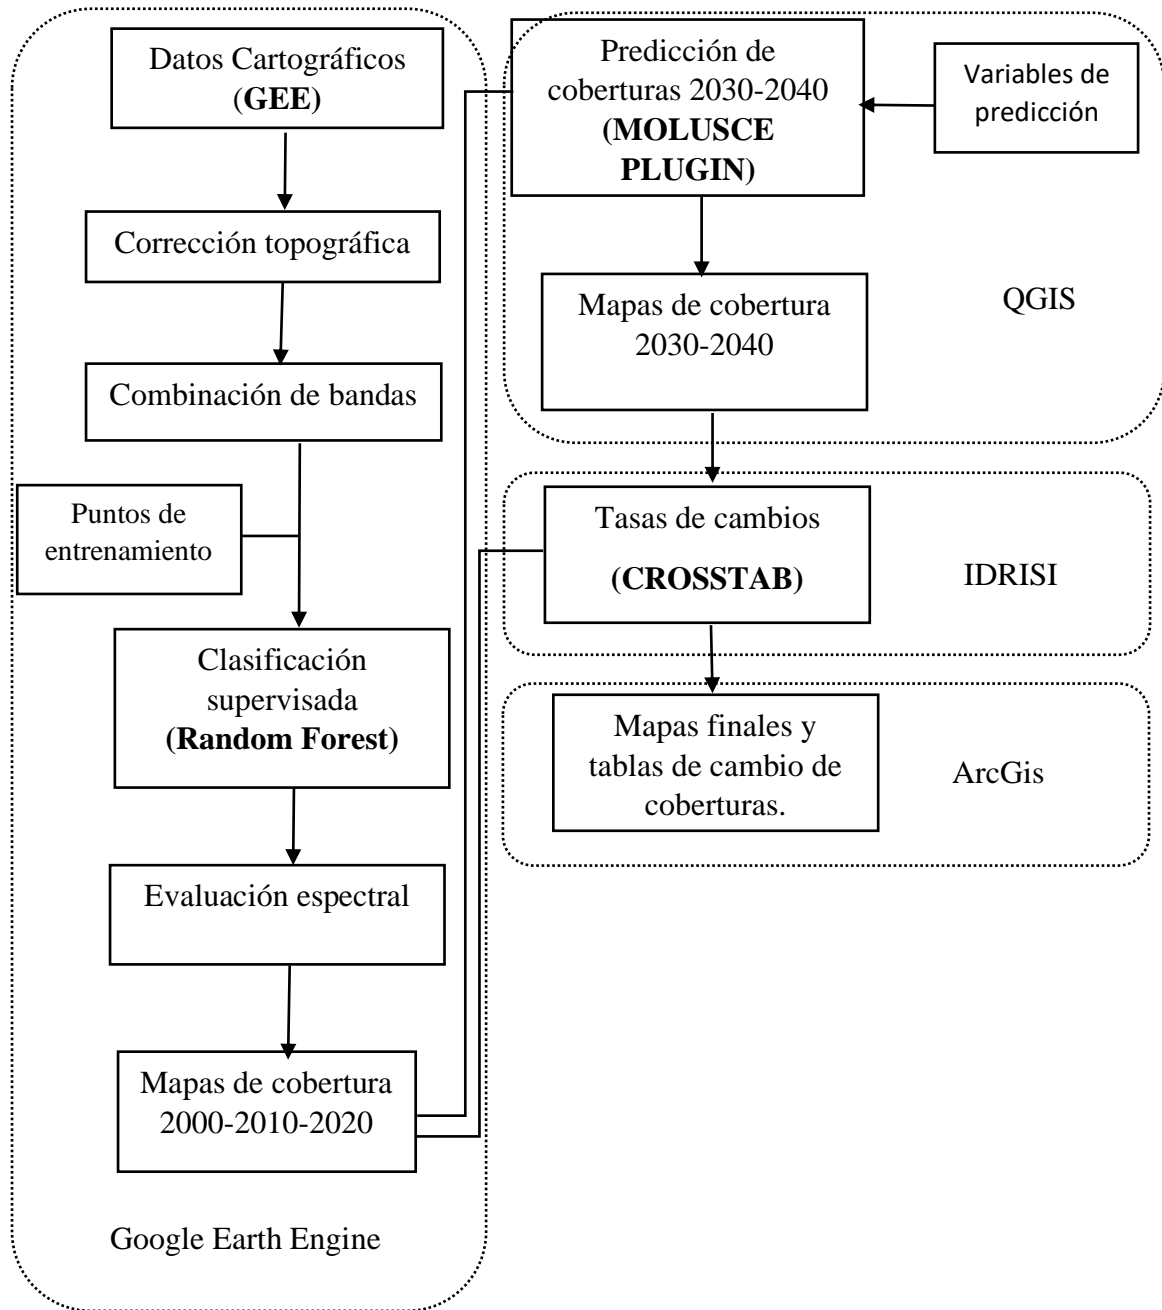 Datos Cartográficos
(GEE)
Corrección topográfica
Combinación de bandas
Puntos de
entrenamiento
Clasificación
supervisada
(Random Forest)
Evaluación espectral
Mapas de cobertura
2000-2010-2020
Google Earth Engine
Predicción de
coberturas 2030-2040
(MOLUSCE
PLUGIN)
Variables de
predicción
Mapas de cobertura
2030-2040
QGIS
Tasas de cambios
(CROSSTAB)
IDRISI
Mapas finales y
tablas de cambio de
coberturas.
ArcGis